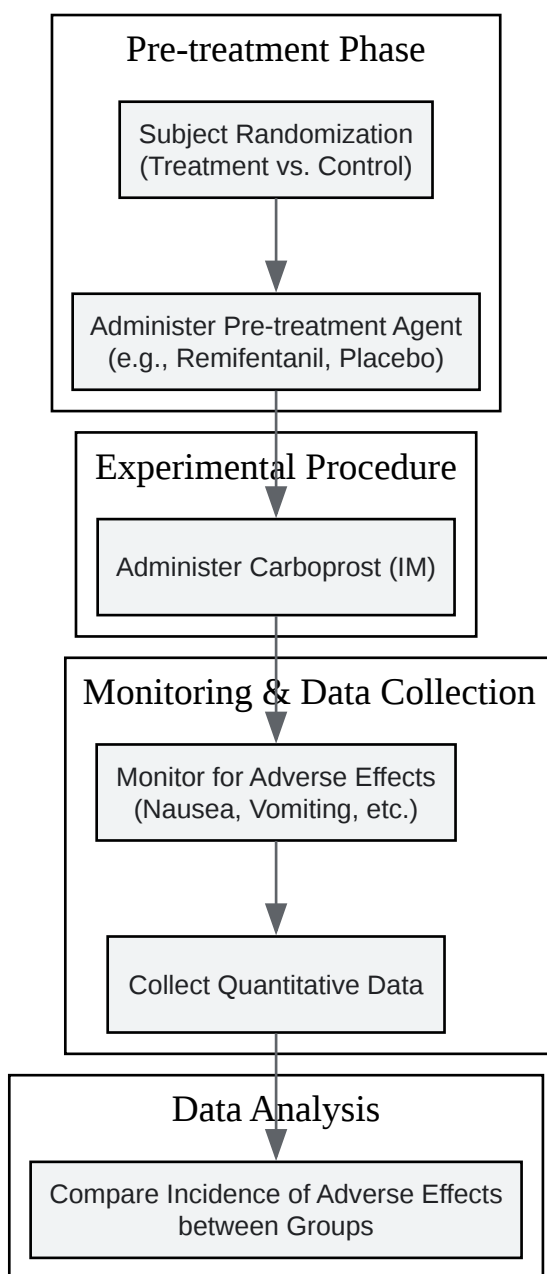 Pre-treatment Phase
Subject Randomization
(Treatment vs. Control)
Administer Pre-treatment Agent
(e.g., Remifentanil, Placebo)
Experimental Procedure
Administer Carboprost (IM)
Monitoring & Data Collection
Monitor for Adverse Effects
(Nausea, Vomiting, etc.)
Collect Quantitative Data
Data Analysis
Compare Incidence of Adverse Effects
between Groups